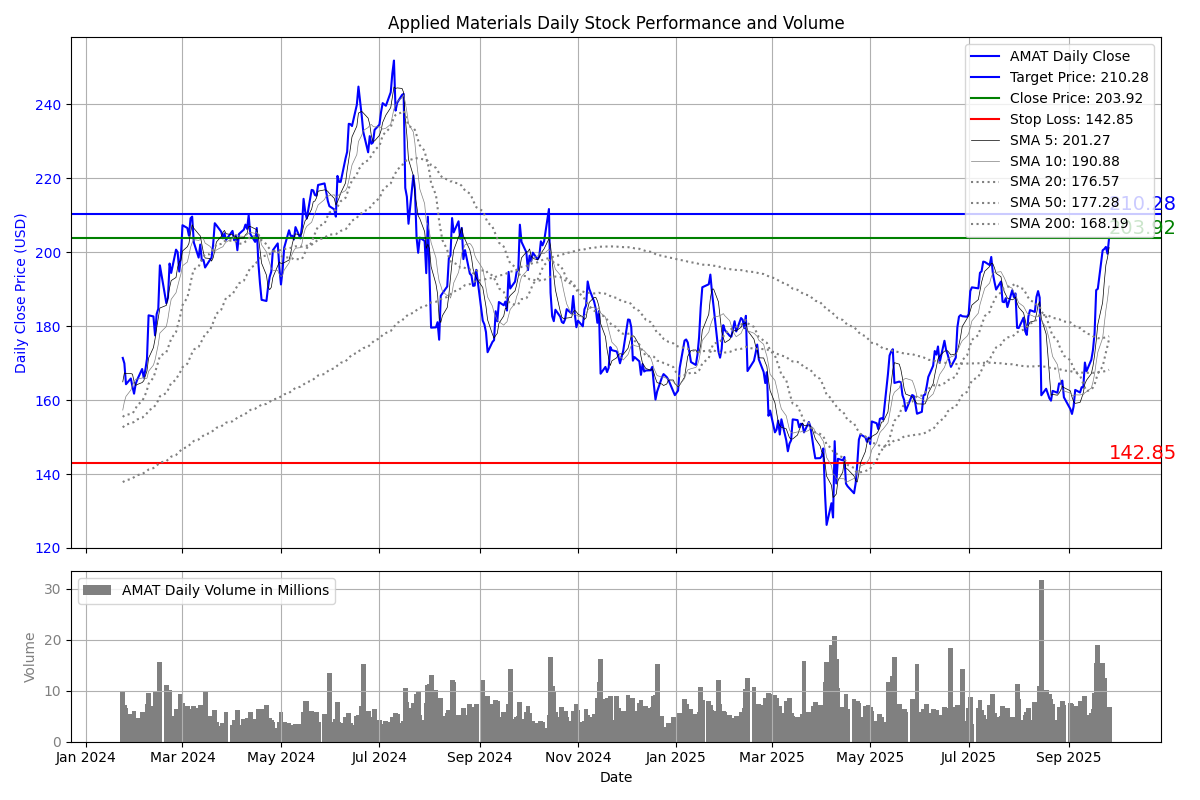 Applied Materials Daily Stock Performance and Volume
AMAT Daily Close
Target Price: 210.28
Close Price: 203.92
Stop Loss: 142.85
SMA 5: 201.27
SMA 10: 190.88
SMA 20: 176.57
SMA 50: 177.28
SMA 200: 168.19
210.28
203.92
142.85
Daily Close Price (USD)
240
220
200
180
160
140
120
AMAT Daily Volume in Millions
Volume
30
20
10
0
Jan 2024 Mar 2024 May 2024 Jul 2024 Sep 2024 Nov 2024 Jan 2025 Mar 2025 May 2025 Jul 2025 Sep 2025
Date